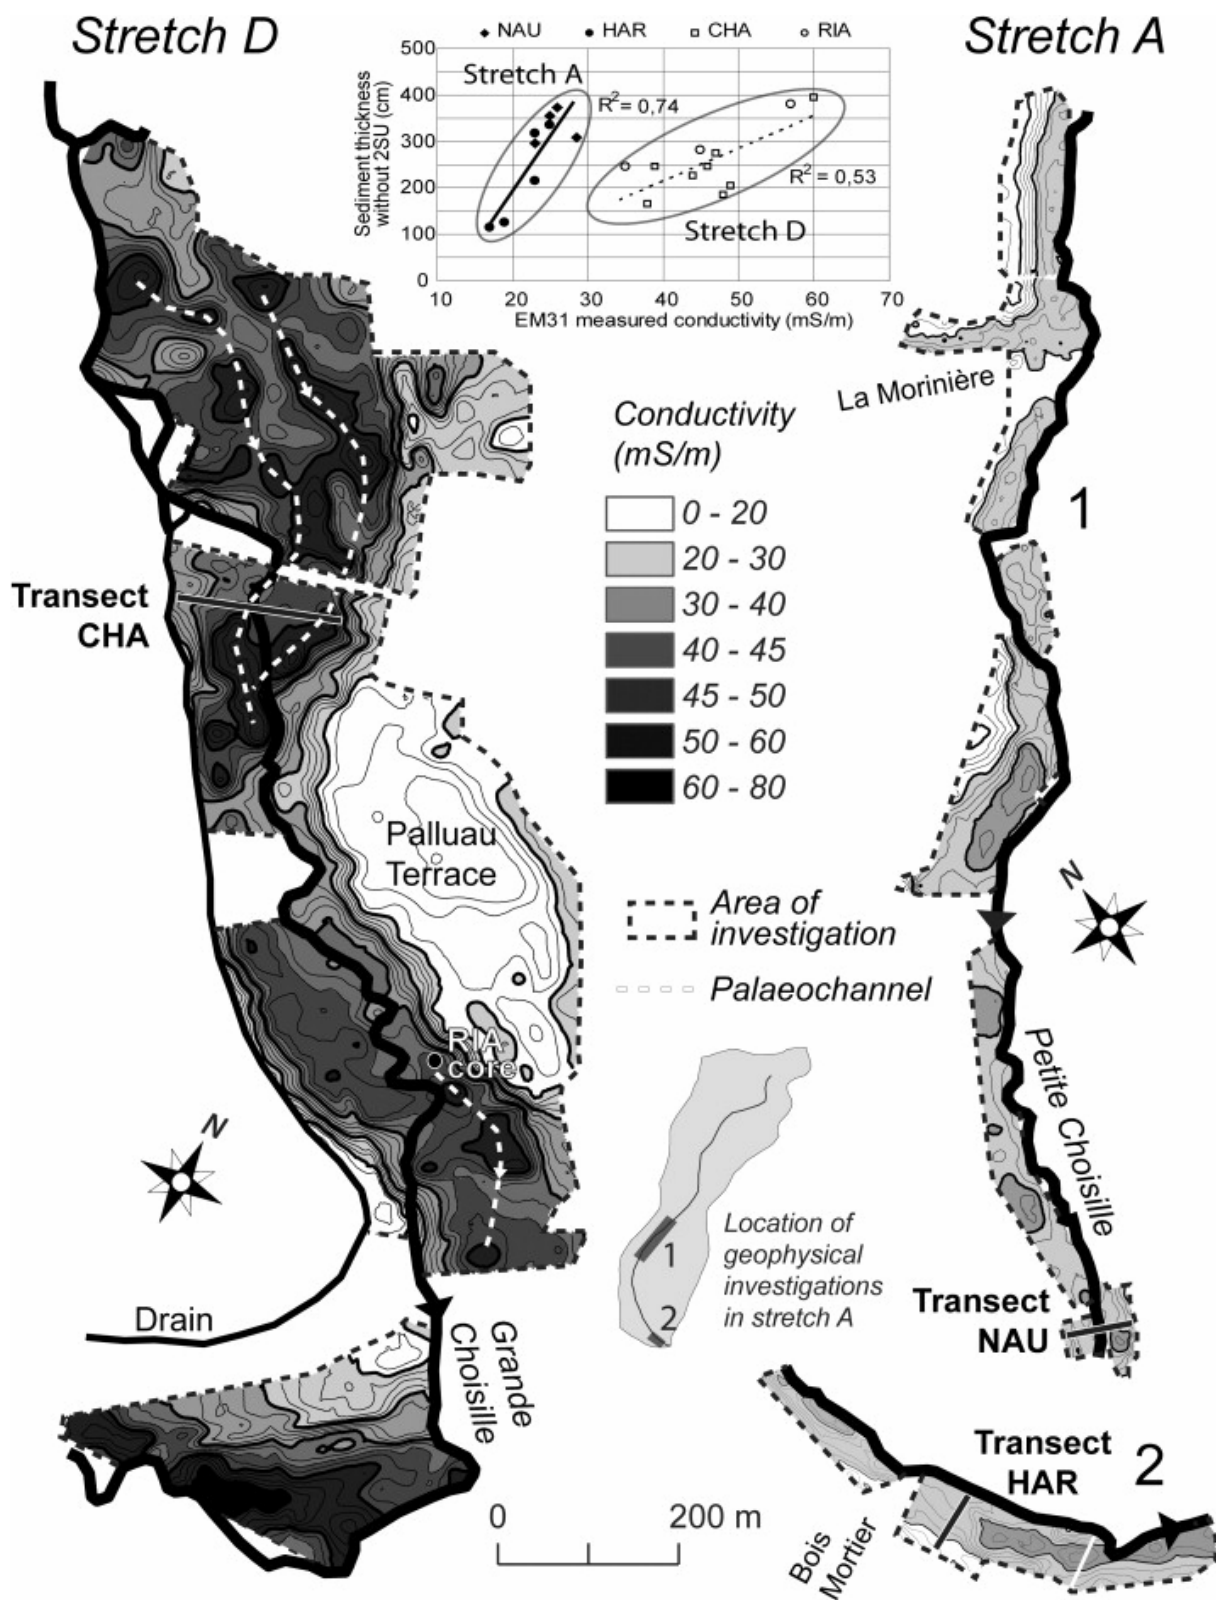 Stretch D
Stretch A
NAU HAR CHA RIA
Sediment thickness
without 2SU (cm)
500
400
300
200
100
0
Stretch A
R² = 0,74
R² = 0,53
Stretch D
10 20 30 40 50 60 70
EM31 measured conductivity (mS/m)
La Morinière
1
Conductivity
(mS/m)
0 - 20
20 - 30
30 - 40
40 - 45
45 - 50
50 - 60
60 - 80
Transect
CHA
Palluau
Terrace
Area of
investigation
Palaeochannel
N
RIA
core
Petite Choisille
N
1
2
Location of
geophysical
investigations
in stretch A
Transect
NAU
Drain
Grande
Choisille
Transect
HAR
2
Bois
Mortier
0 200 m